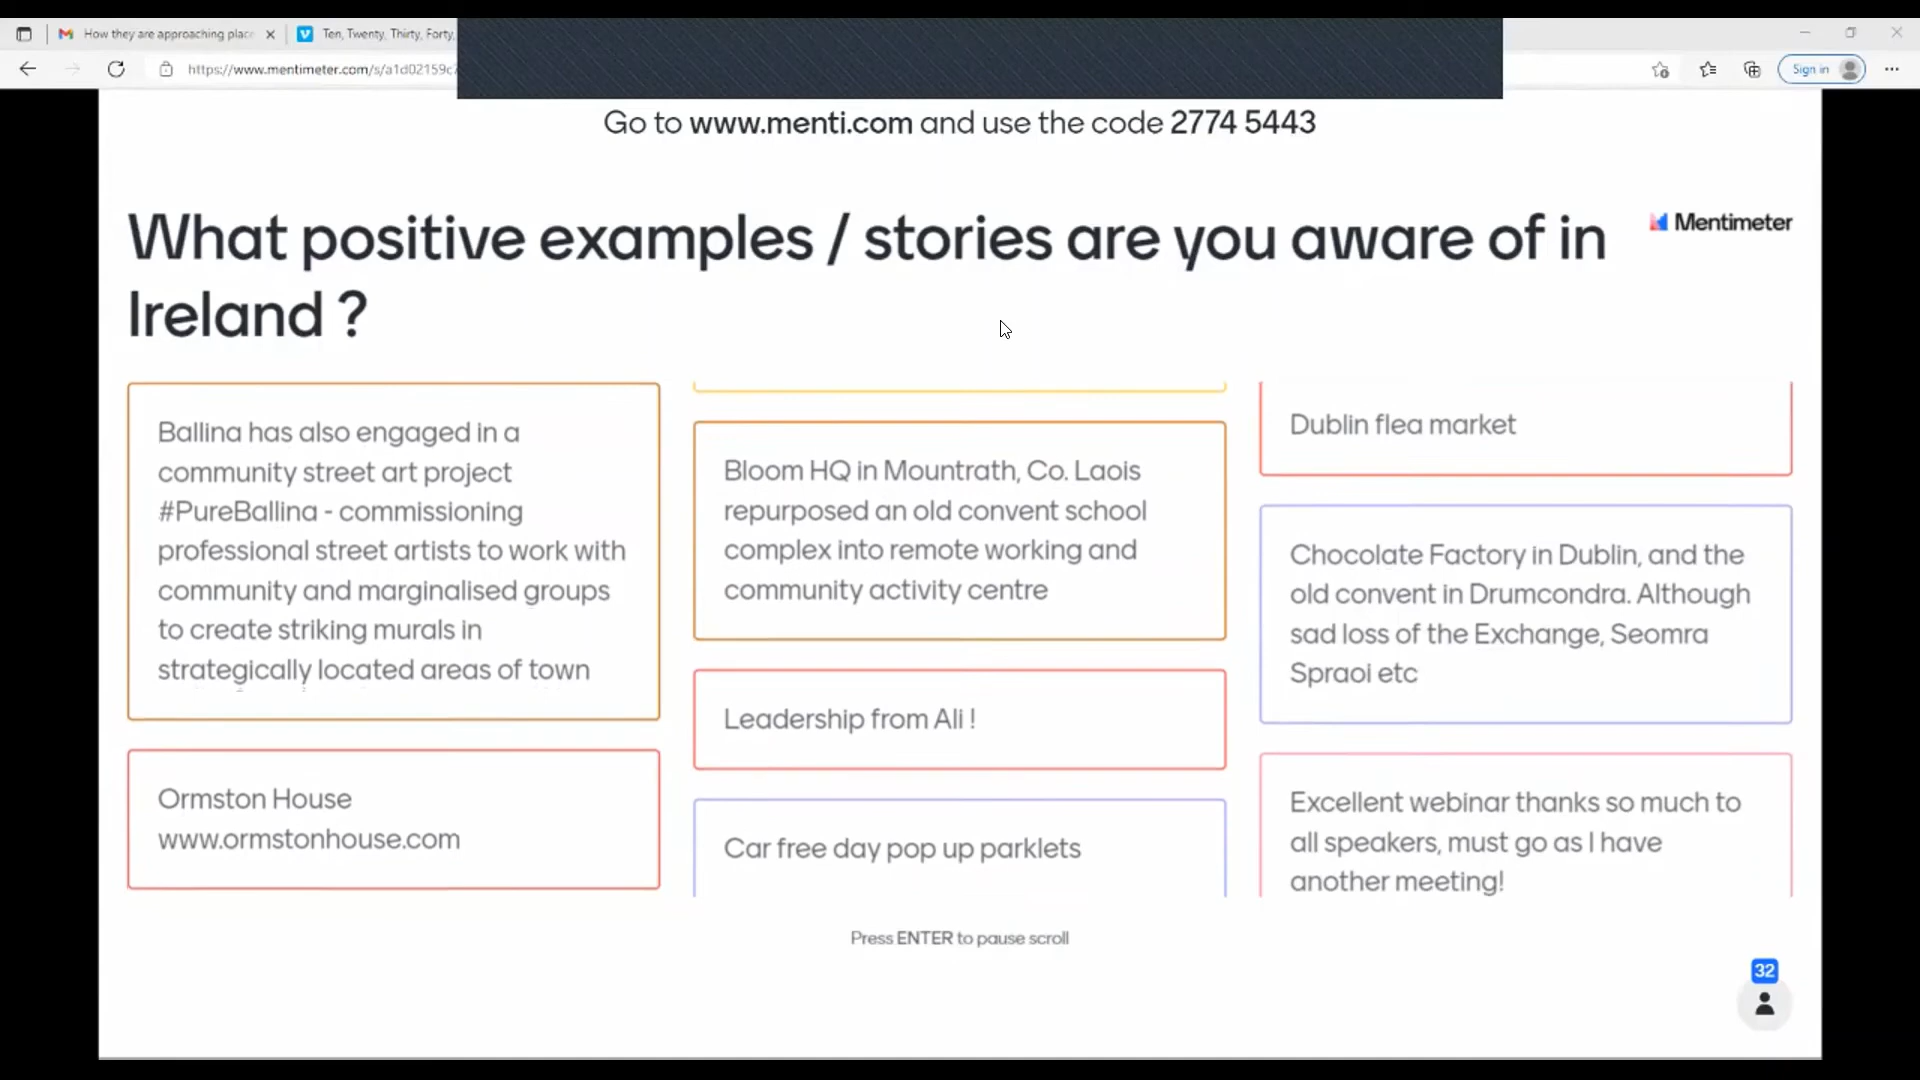 How they are approaching place
Ten, Twenty, Thirty, Forty,
https://www.mentimeter.com/s/a1d02159c
Sign in
Go to www.menti.com and use the code 2774 5443
What positive examples / stories are you aware of in
Ireland ?
Mentimeter
Ballina has also engaged in a
community street art project
#PureBallina - commissioning
professional street artists to work with
community and marginalised groups
to create striking murals in
strategically located areas of town
Ormston House
www.ormstonhouse.com
Bloom HQ in Mountrath, Co. Laois
repurposed an old convent school
complex into remote working and
community activity centre
Leadership from Ali !
Car free day pop up parklets
Dublin flea market
Chocolate Factory in Dublin, and the
old convent in Drumcondra. Although
sad loss of the Exchange, Seomra
Spraoi etc
Excellent webinar thanks so much to
all speakers, must go as I have
another meeting!
Press ENTER to pause scroll
32